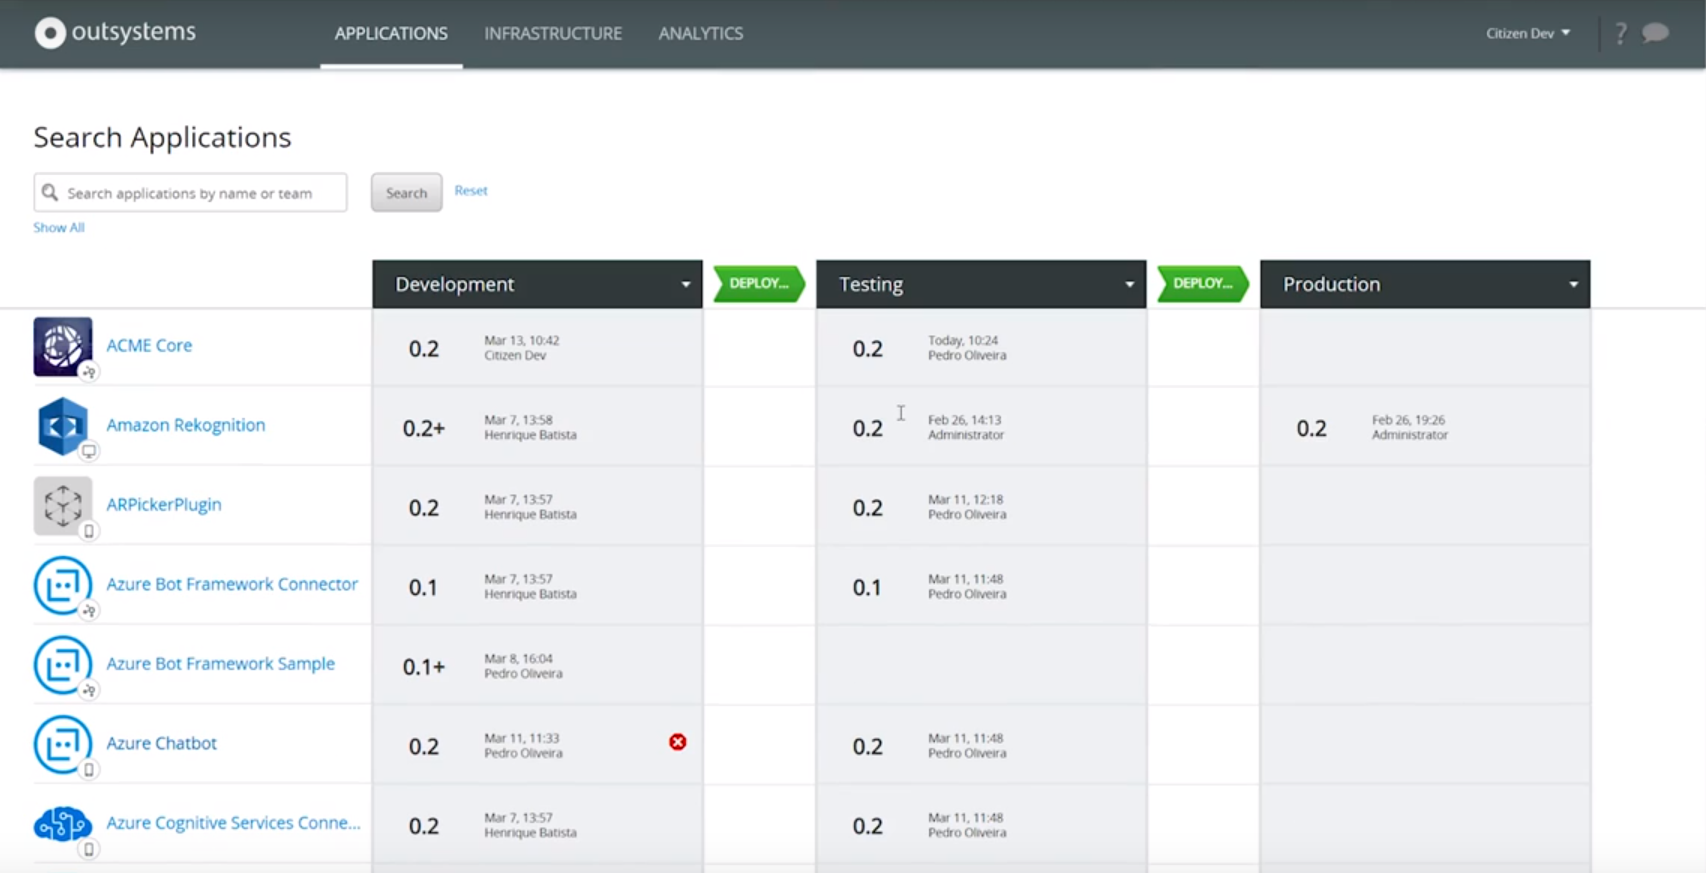 outsystems
APPLICATIONS
INFRASTRUCTURE
ANALYTICS
Citizen Dev
?
Search Applications
Search applications by name or team
Search
Reset
Show All
Development
DEPLOY...
Testing
DEPLOY...
Production
ACME Core
0.2
Mar 13, 10:42
Citizen Dev
0.2
Today, 10:24
Pedro Oliveira
Amazon Rekognition
0.2+
Mar 7, 13:58
Henrique Batista
0.2
Feb 26, 14:13
Administrator
0.2
Feb 26, 19:26
Administrator
ARPickerPlugin
0.2
Mar 7, 13:57
Henrique Batista
0.2
Mar 11, 12:18
Pedro Oliveira
Azure Bot Framework Connector
0.1
Mar 7, 13:57
Henrique Batista
0.1
Mar 11, 11:48
Pedro Oliveira
Azure Bot Framework Sample
0.1+
Mar 8, 16:04
Pedro Oliveira
Azure Chatbot
0.2
Mar 11, 11:33
Pedro Oliveira
0.2
Mar 11, 11:48
Pedro Oliveira
Azure Cognitive Services Conne...
0.2
Mar 7, 13:57
Henrique Batista
0.2
Mar 11, 11:48
Pedro Oliveira